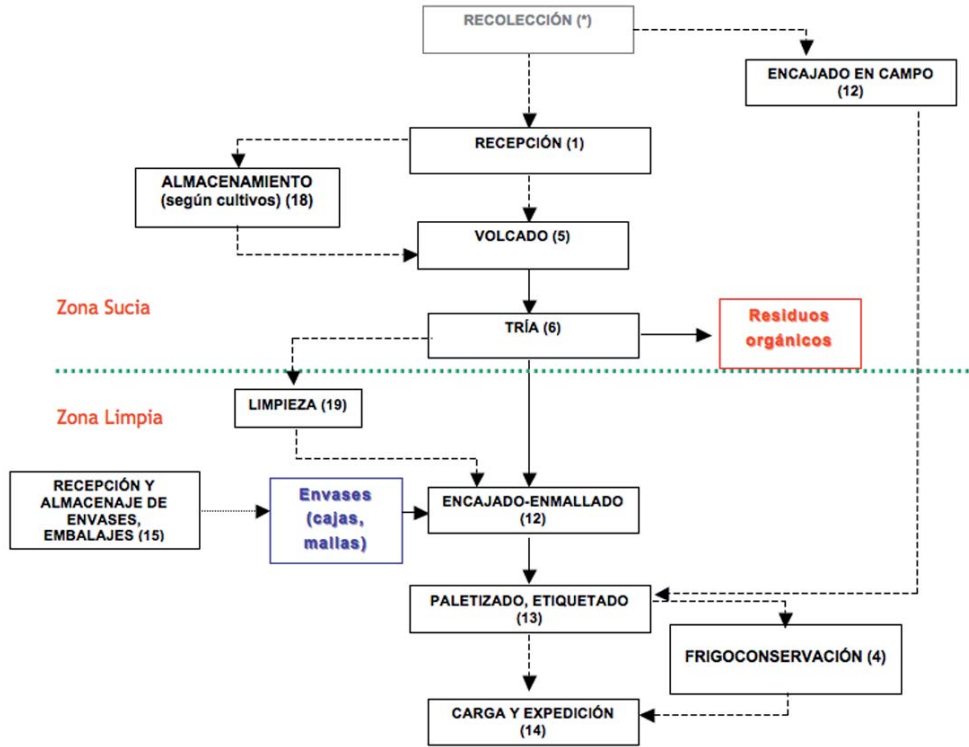 RECOLECCIÓN (*)
ENCAJADO EN CAMPO
(12)
RECEPCIÓN (1)
ALMACENAMIENTO
(según cultivos) (18)
VOLCADO (5)
Zona Sucia
TRÍA (6)
Residuos
orgánicos
LIMPIEZA (19)
Zona Limpia
RECEPCIÓN Y
ALMACENAJE DE
ENVASES,
EMBALAJES (15)
Envases
(cajas,
mallas)
ENCAJADO-ENMALLADO
(12)
PALETIZADO, ETIQUETADO
(13)
FRIGOCONSERVACIÓN (4)
CARGA Y EXPEDICIÓN
(14)